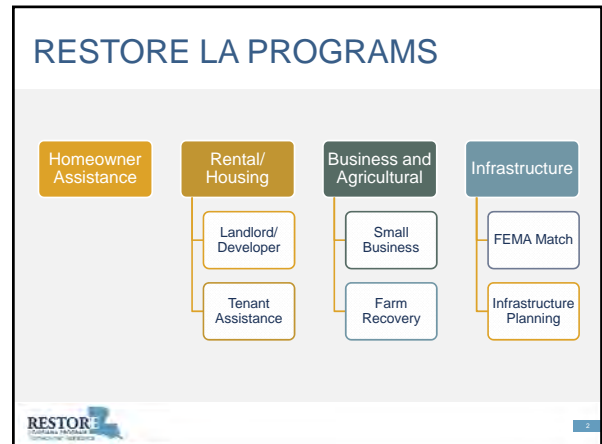 RESTORE LA PROGRAMS
Homeowner
Assistance
Rental/
Housing
Landlord/
Developer
Tenant
Assistance
Business and
Agricultural
Small
Business
Farm
Recovery
Infrastructure
FEMA Match
Infrastructure
Planning
RESTORE
2